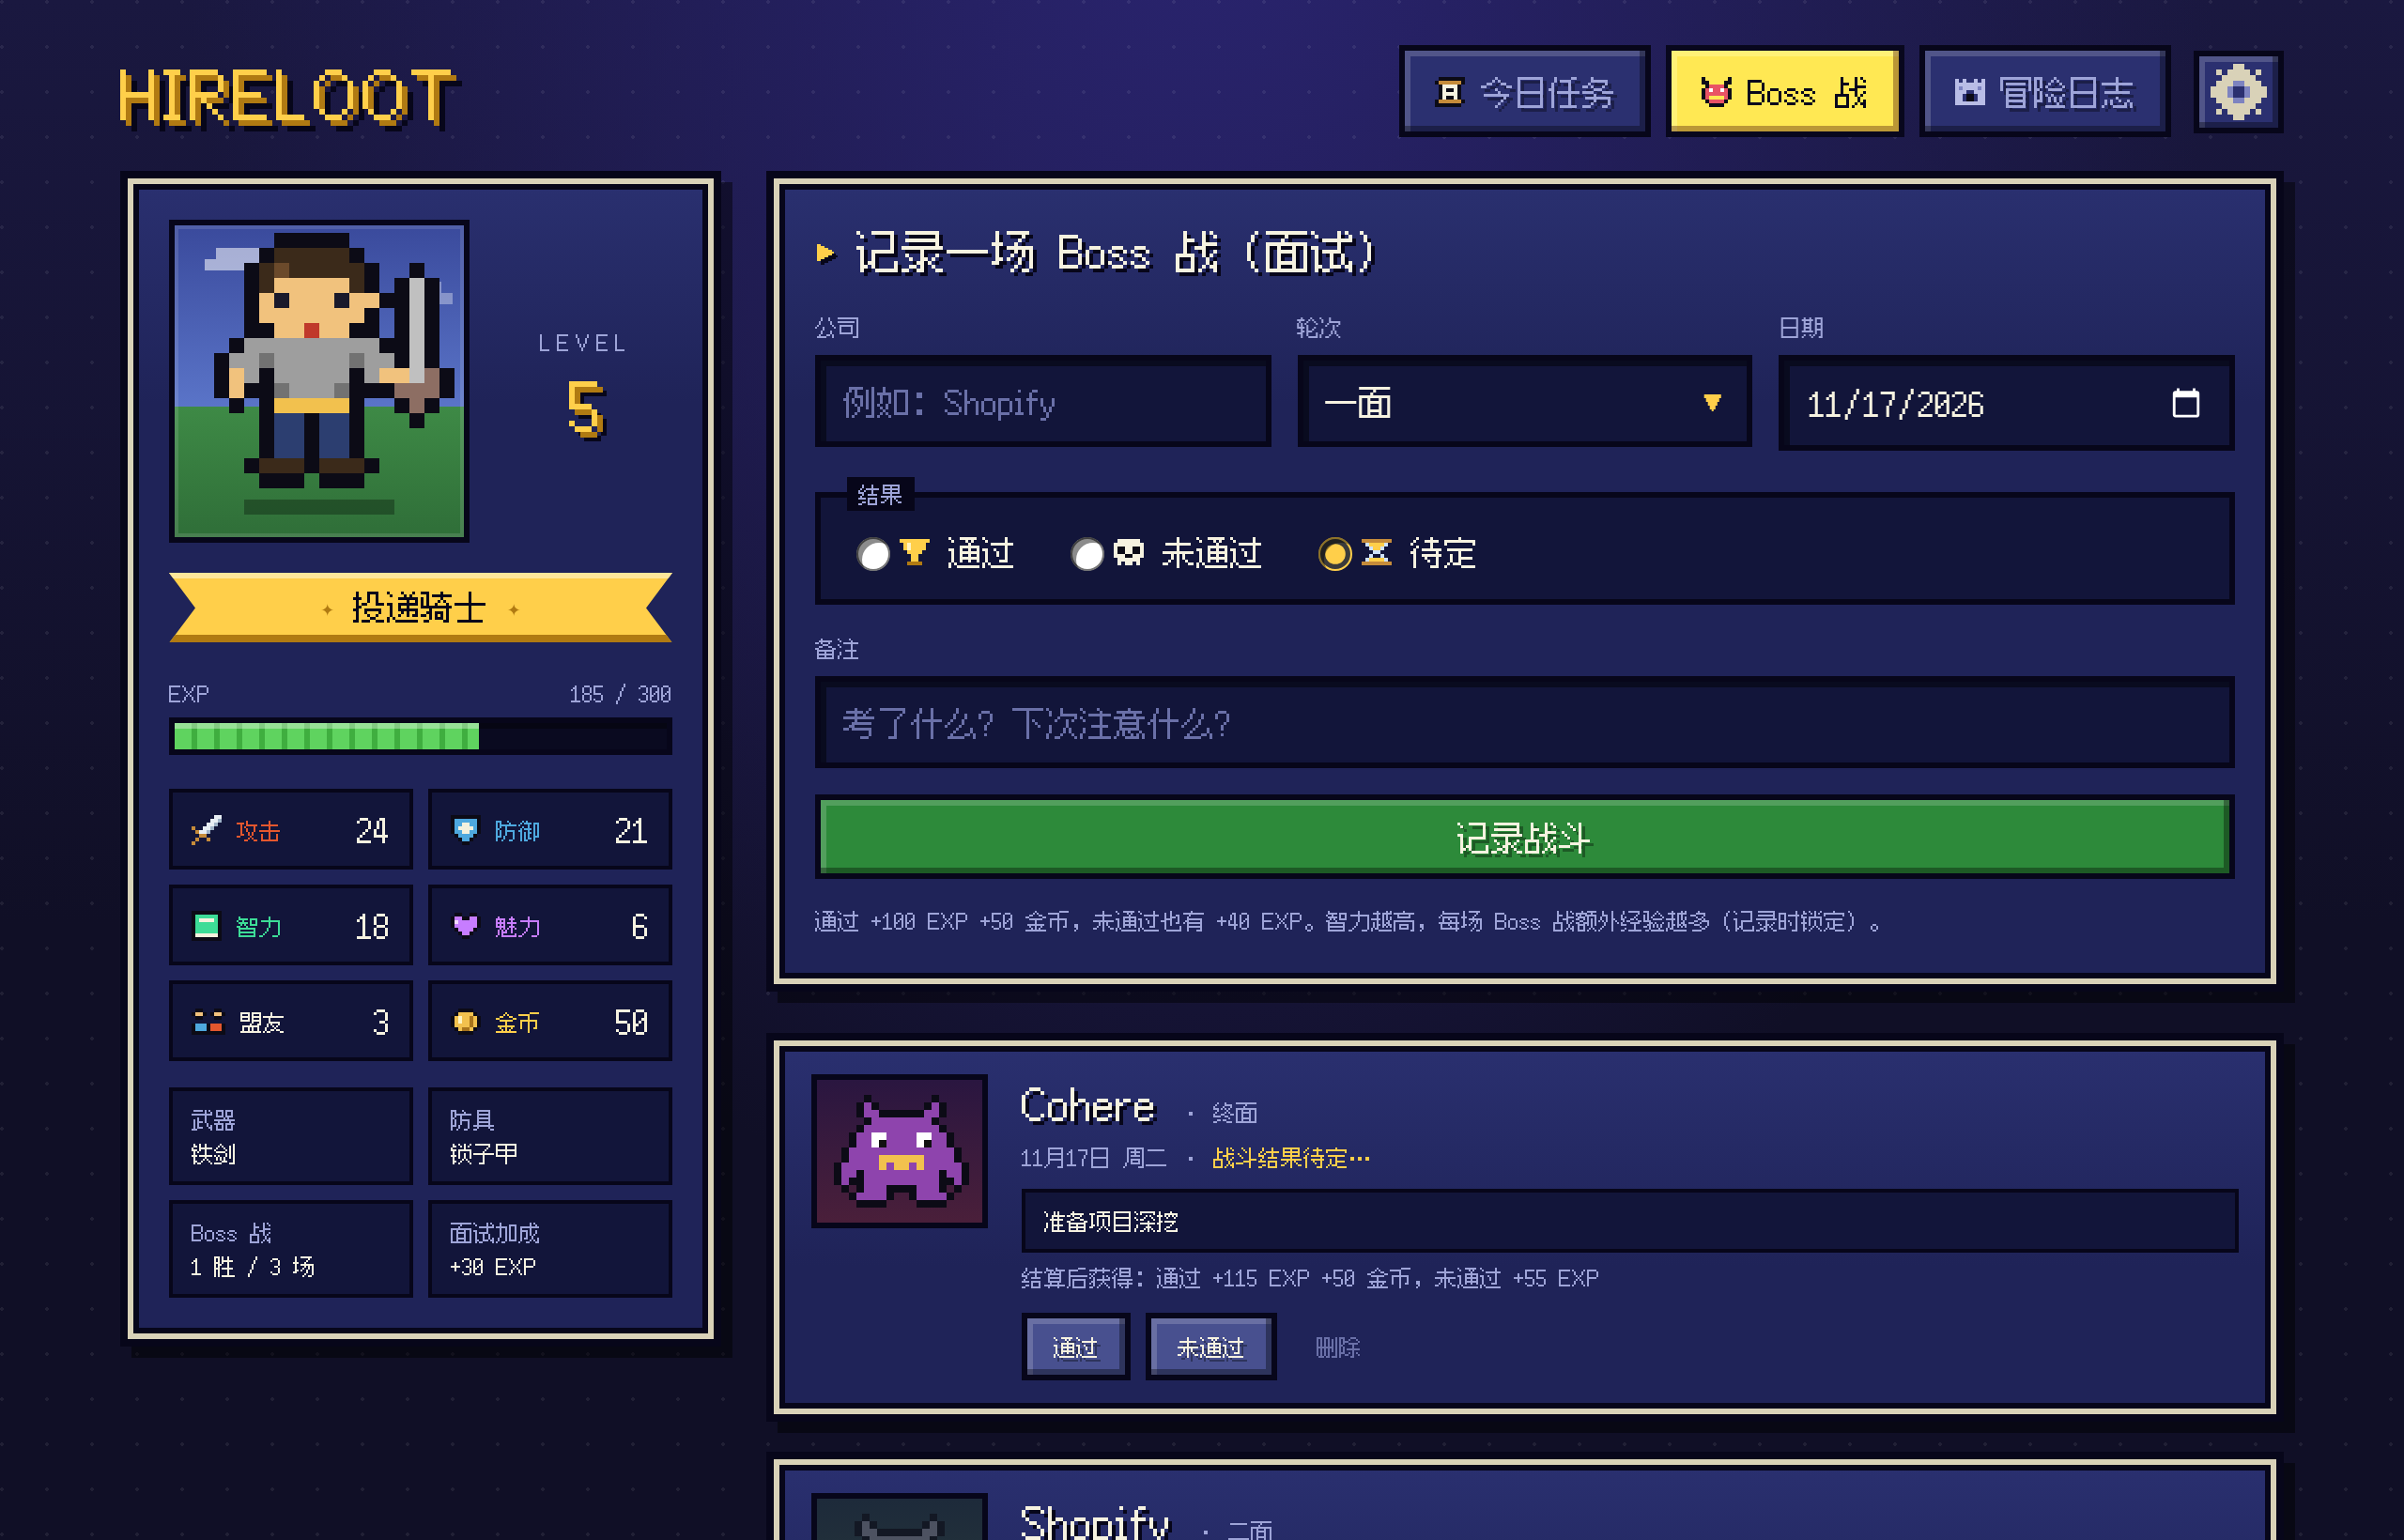 HIRELOOT
今日任务
Boss 战
冒险日志
LEVEL
5
投递骑士
EXP 185 / 300
攻击 24
防御 21
智力 18
魅力 6
盟友 3
金币 50
武器
铁剑
防具
锁子甲
Boss 战
1 胜 / 3 场
面试加成
+30 EXP
记录一场 Boss 战（面试）
公司
例如：Shopify
轮次
一面
日期
11/17/2026
结果
通过
未通过
待定
备注
考了什么？下次注意什么？
记录战斗
通过 +100 EXP +50 金币，未通过也有 +40 EXP。智力越高，每场 Boss 战额外经验越多（记录时锁定）。
Cohere · 终面
11月17日 周二 · 战斗结果待定…
准备项目深挖
结算后获得：通过 +115 EXP +50 金币，未通过 +55 EXP
通过
未通过
删除
Shopify · 二面